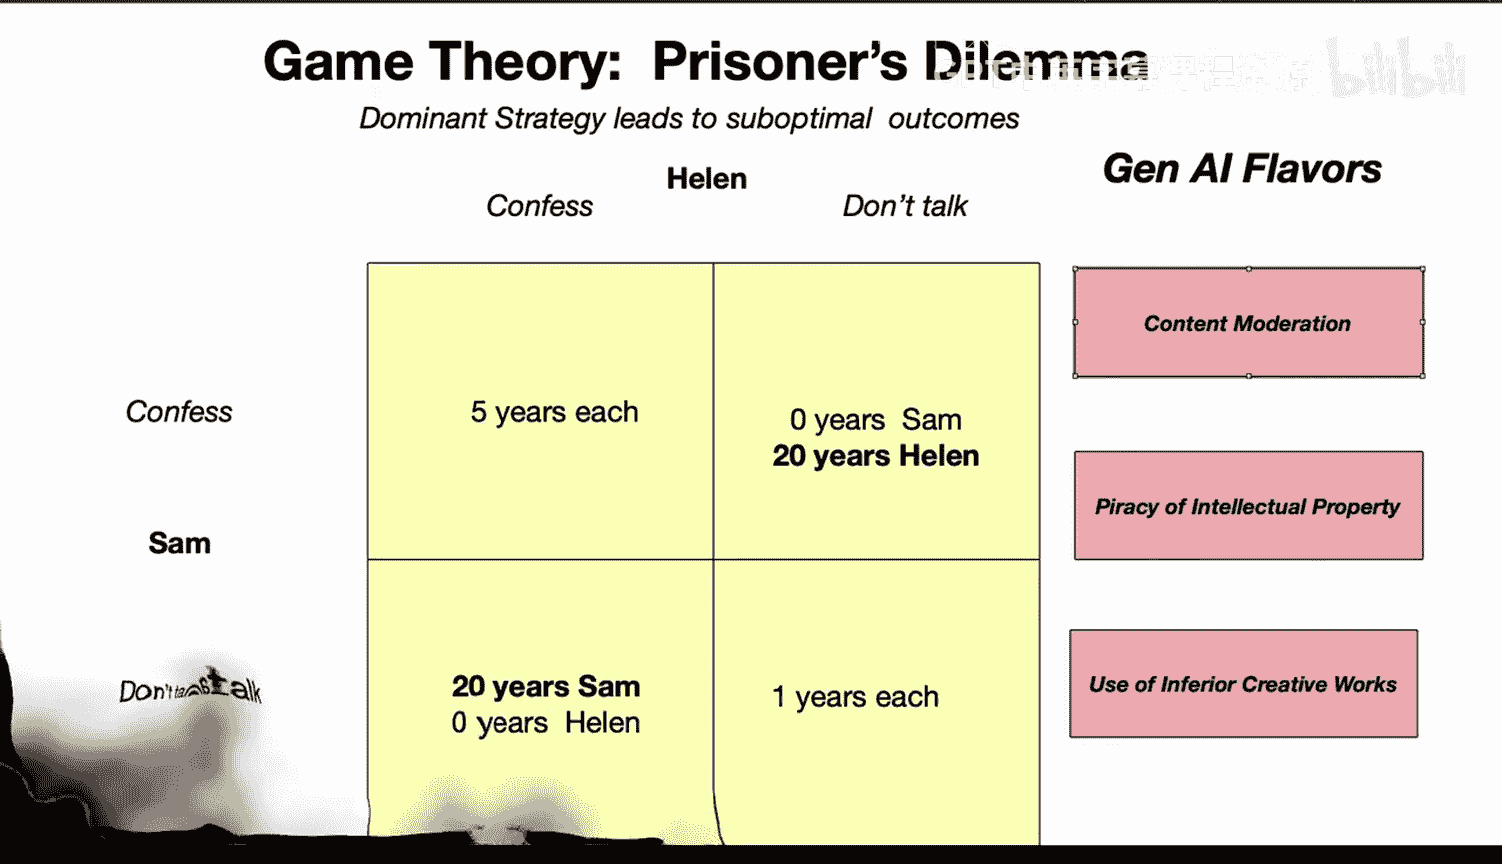 Game Theory: Prisoner's Dilemma
Dominant Strategy leads to suboptimal outcomes
Gen AI Flavors
Helen
Confess
Don't talk
Content Moderation
Confess
5 years each
0 years Sam
20 years Helen
Piracy of Intellectual Property
Sam
20 years Sam
0 years Helen
1 years each
Use of Inferior Creative Works
bilibili